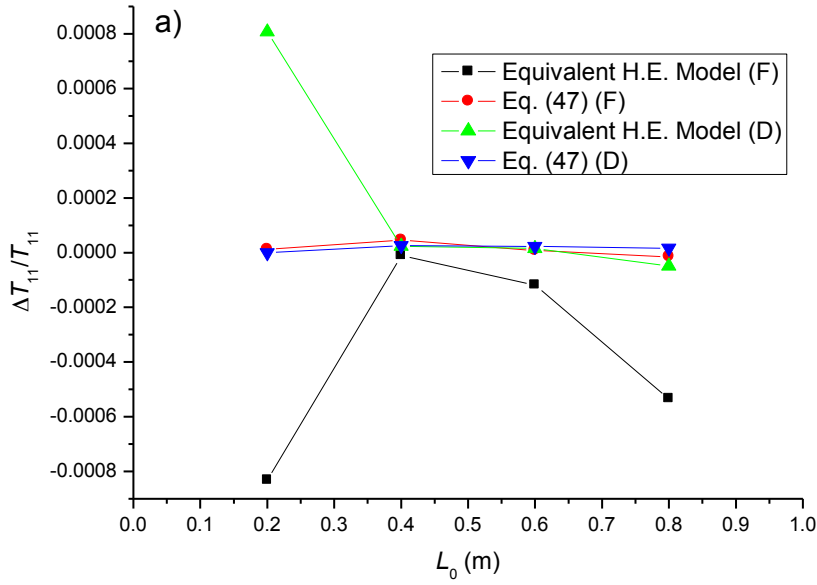 a)
Equivalent H.E. Model (F)
Eq. (47) (F)
Equivalent H.E. Model (D)
Eq. (47) (D)
0.0008
0.0006
0.0004
0.0002
0.0000
-0.0002
-0.0004
-0.0006
-0.0008
ΔT₁₁/T₁₁
0.0 0.1 0.2 0.3 0.4 0.5 0.6 0.7 0.8 0.9 1.0
L₀ (m)